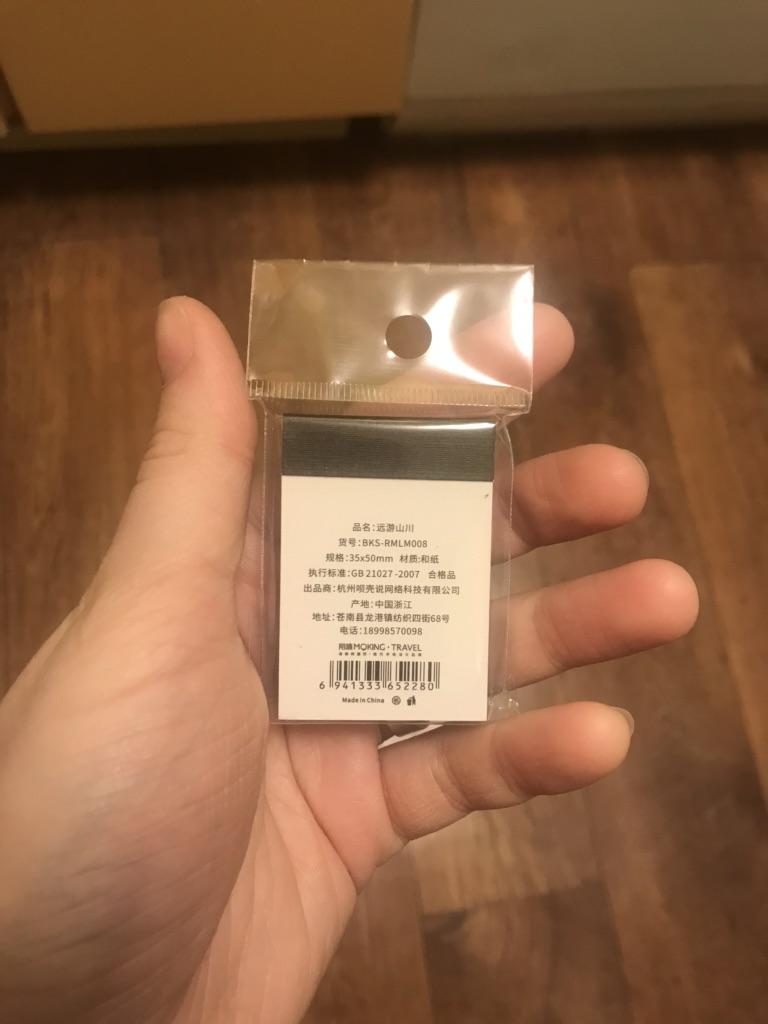 品名:远游山川
货号:BKS-RMLM008
规格:35x50mm 材质:和纸
执行标准:GB 21027-2007 合格品
出品商:杭州呗壳说网络科技有限公司
产地:中国浙江
地址:苍南县龙港镇纺织四街68号
电话:18998570098
MOKING·TRAVEL
6 941333 652280
Made in China